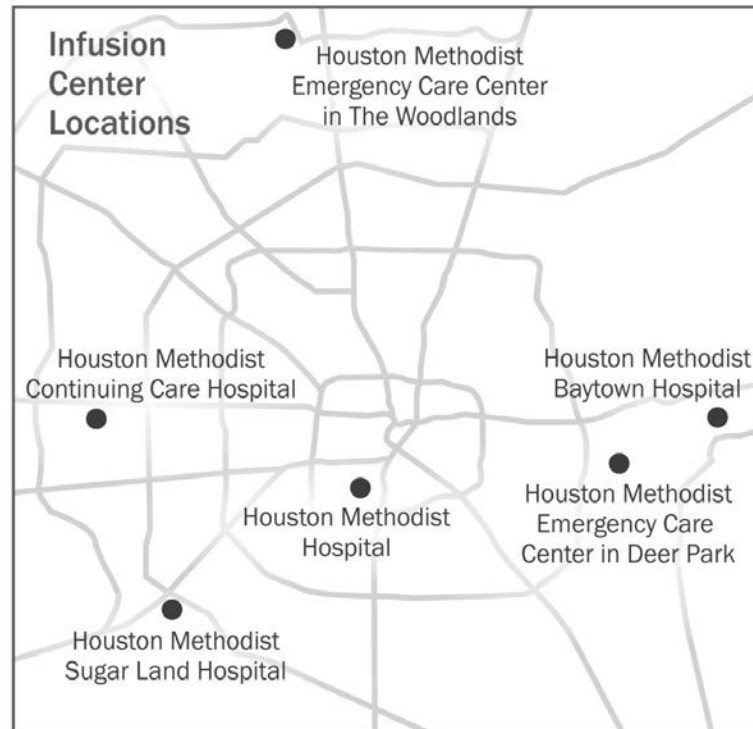 Infusion
Center
Locations
Houston Methodist
Emergency Care Center
in The Woodlands
Houston Methodist
Continuing Care Hospital
Houston Methodist
Baytown Hospital
Houston Methodist
Hospital
Houston Methodist
Emergency Care
Center in Deer Park
Houston Methodist
Sugar Land Hospital